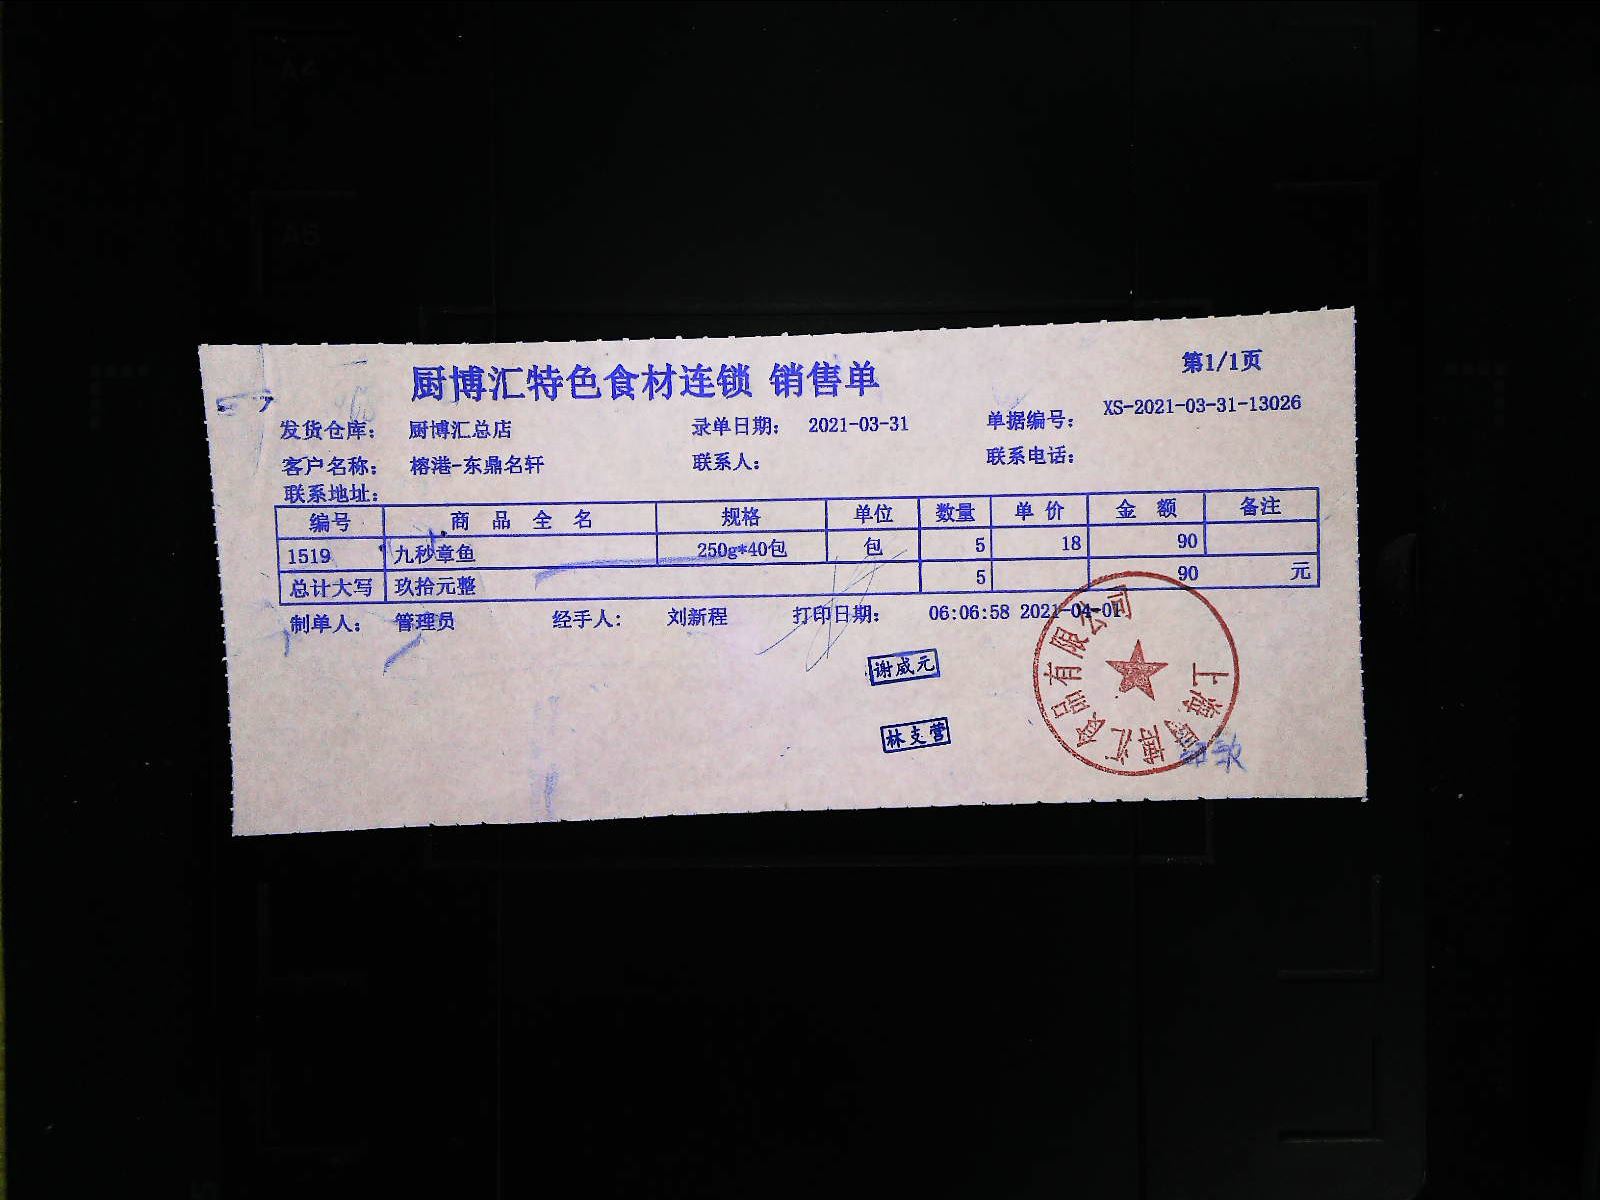 厨博汇特色食材连锁 销售单
第1/1页
发货仓库: 厨博汇总店 录单日期: 2021-03-31 单据编号: XS-2021-03-31-13026
客户名称: 榕港-东鼎名轩 联系人: 联系电话:
联系地址:
编号 商品全名 规格 单位 数量 单价 金额 备注
1519 九秒章鱼 250g*40包 包 5 18 90
总计大写 玖拾元整 5 90 元
制单人: 管理员 经手人: 刘新程 打印日期: 06:06:58 2021-04-01
谢威元
林支营